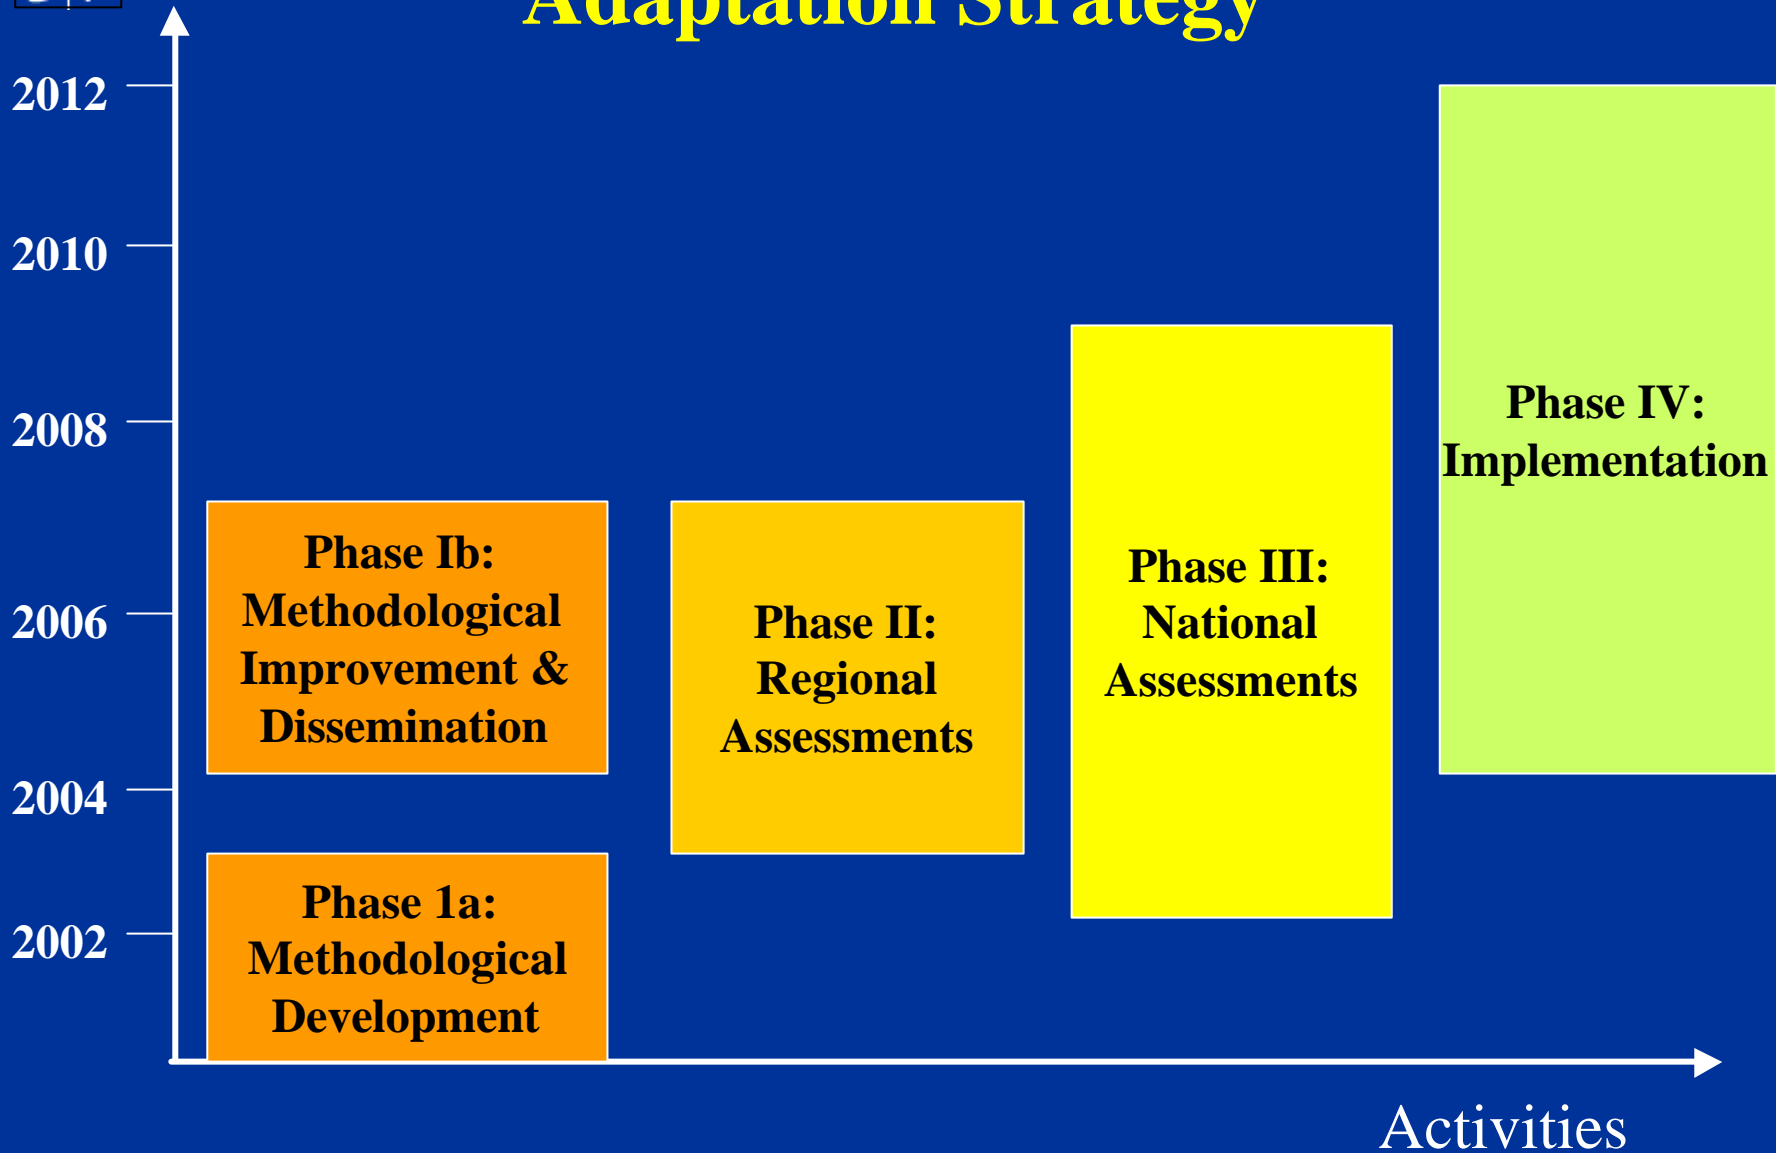 Adaptation Strategy
2012
2010
2008
2006
2004
2002
Phase Ib:
Methodological
Improvement &
Dissemination
Phase 1a:
Methodological
Development
Phase II:
Regional
Assessments
Phase III:
National
Assessments
Phase IV:
Implementation
Activities